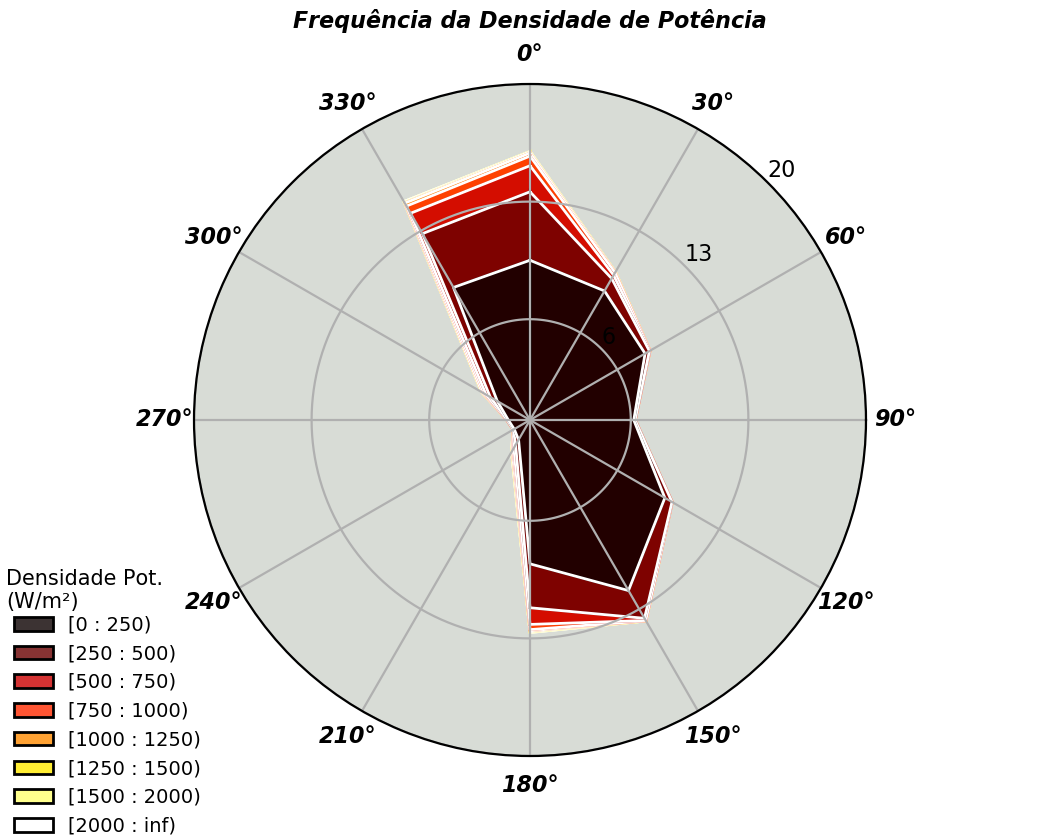 Frequência da Densidade de Potência
0°
330°
30°
20
300°
60°
13
6
270°
90°
240°
120°
210°
150°
180°
Densidade Pot.
(W/m²)
[0 : 250)
[250 : 500)
[500 : 750)
[750 : 1000)
[1000 : 1250)
[1250 : 1500)
[1500 : 2000)
[2000 : inf)